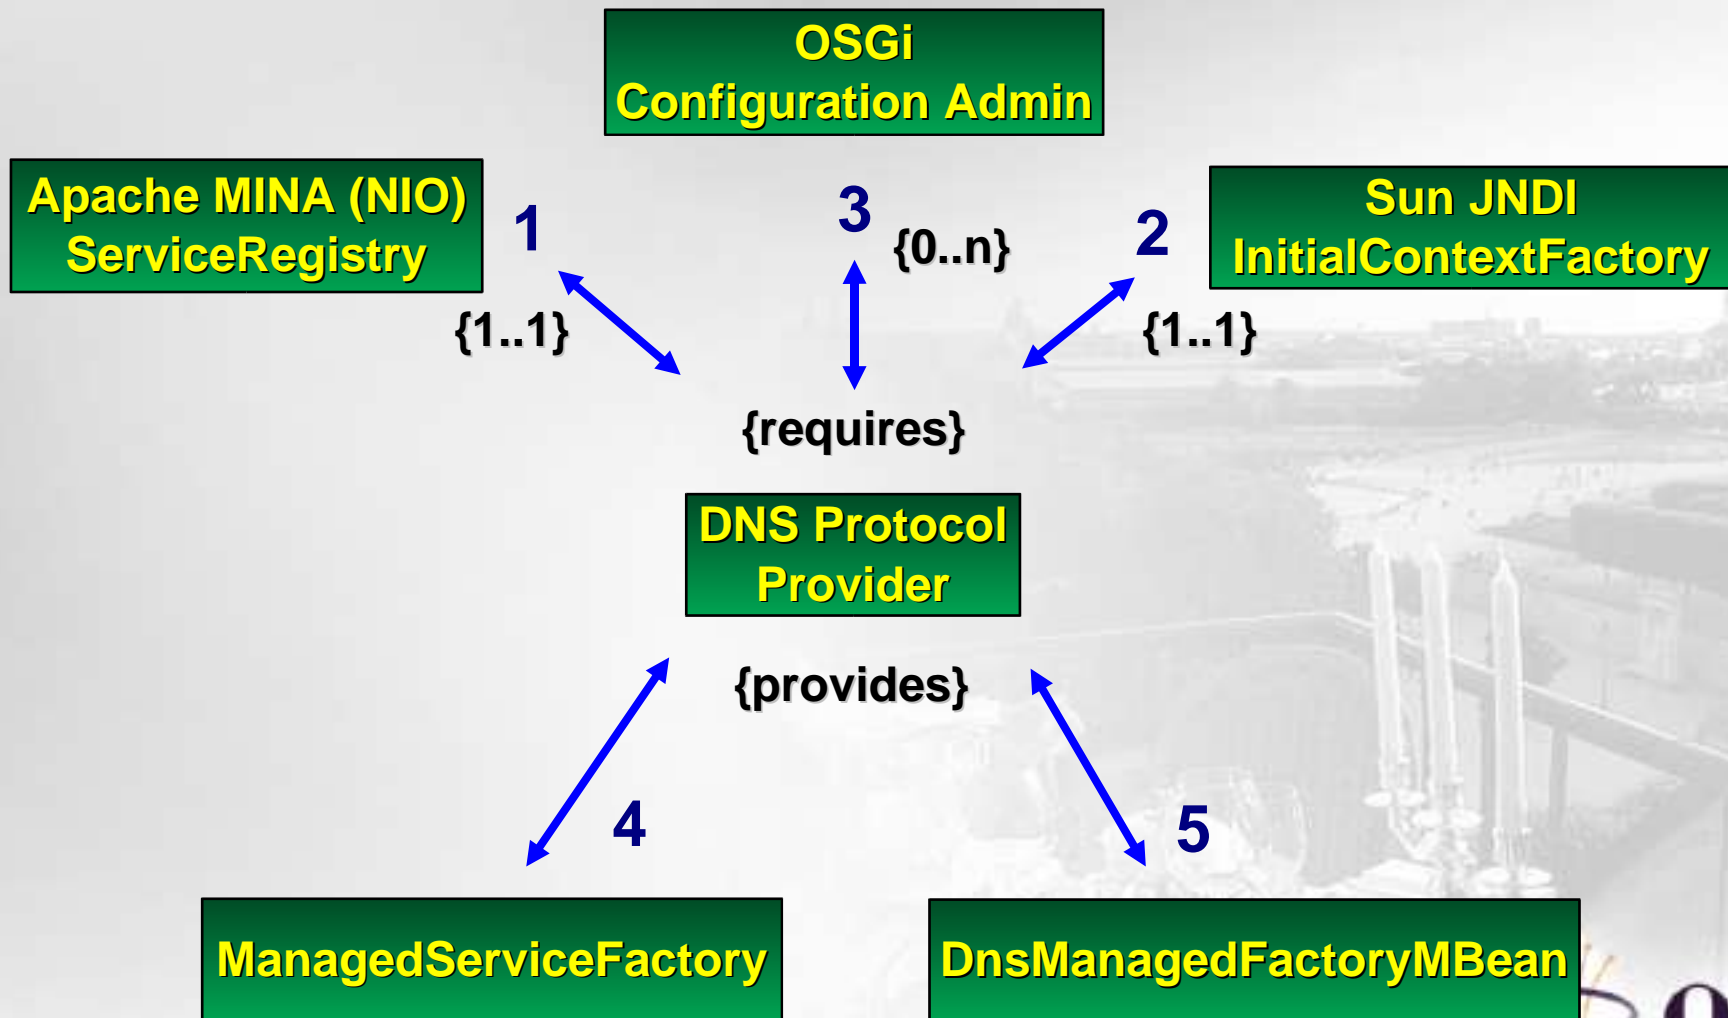 OSGi
Configuration Admin
Apache MINA (NIO)
ServiceRegistry
1
3
2
Sun JNDI
InitialContextFactory
{0..n}
{1..1}
{1..1}
{requires}
DNS Protocol
Provider
{provides}
4
5
ManagedServiceFactory
DnsManagedFactoryMBean